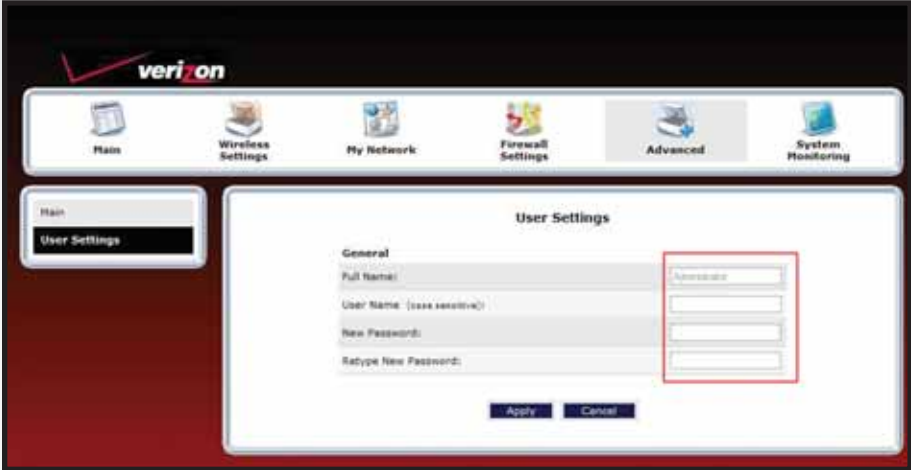 verizon
Main
Wireless Settings
My Network
Firewall Settings
Advanced
System Monitoring
Main
User Settings
User Settings
General
Full Name: Administrator
User Name (case sensitive):
New Password:
Retype New Password:
Apply Cancel